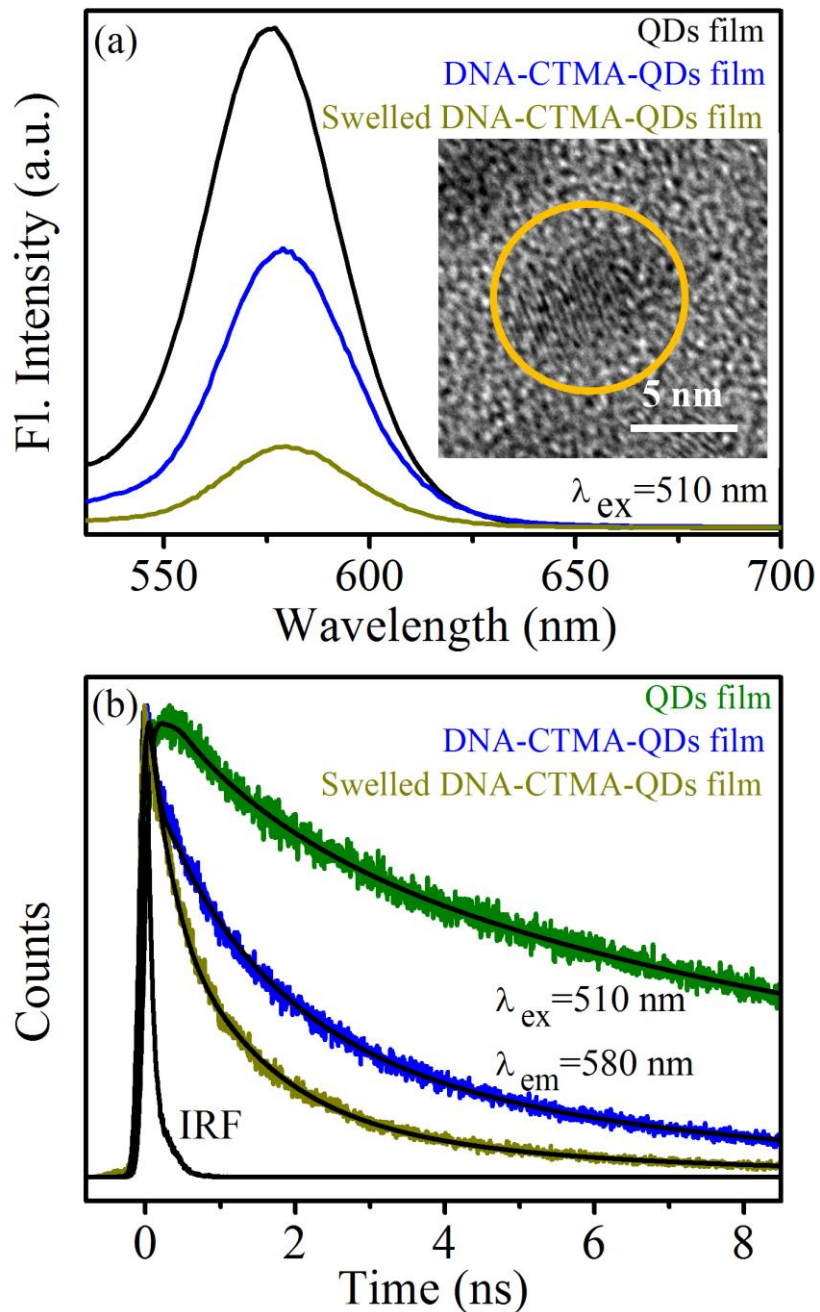 (a)
QDs film
DNA-CTMA-QDs film
Swelled DNA-CTMA-QDs film
Fl. Intensity (a.u.)
5 nm
λex=510 nm
550 600 650 700
Wavelength (nm)
(b)
QDs film
DNA-CTMA-QDs film
Swelled DNA-CTMA-QDs film
Counts
λex=510 nm
λem=580 nm
IRF
0 2 4 6 8
Time (ns)